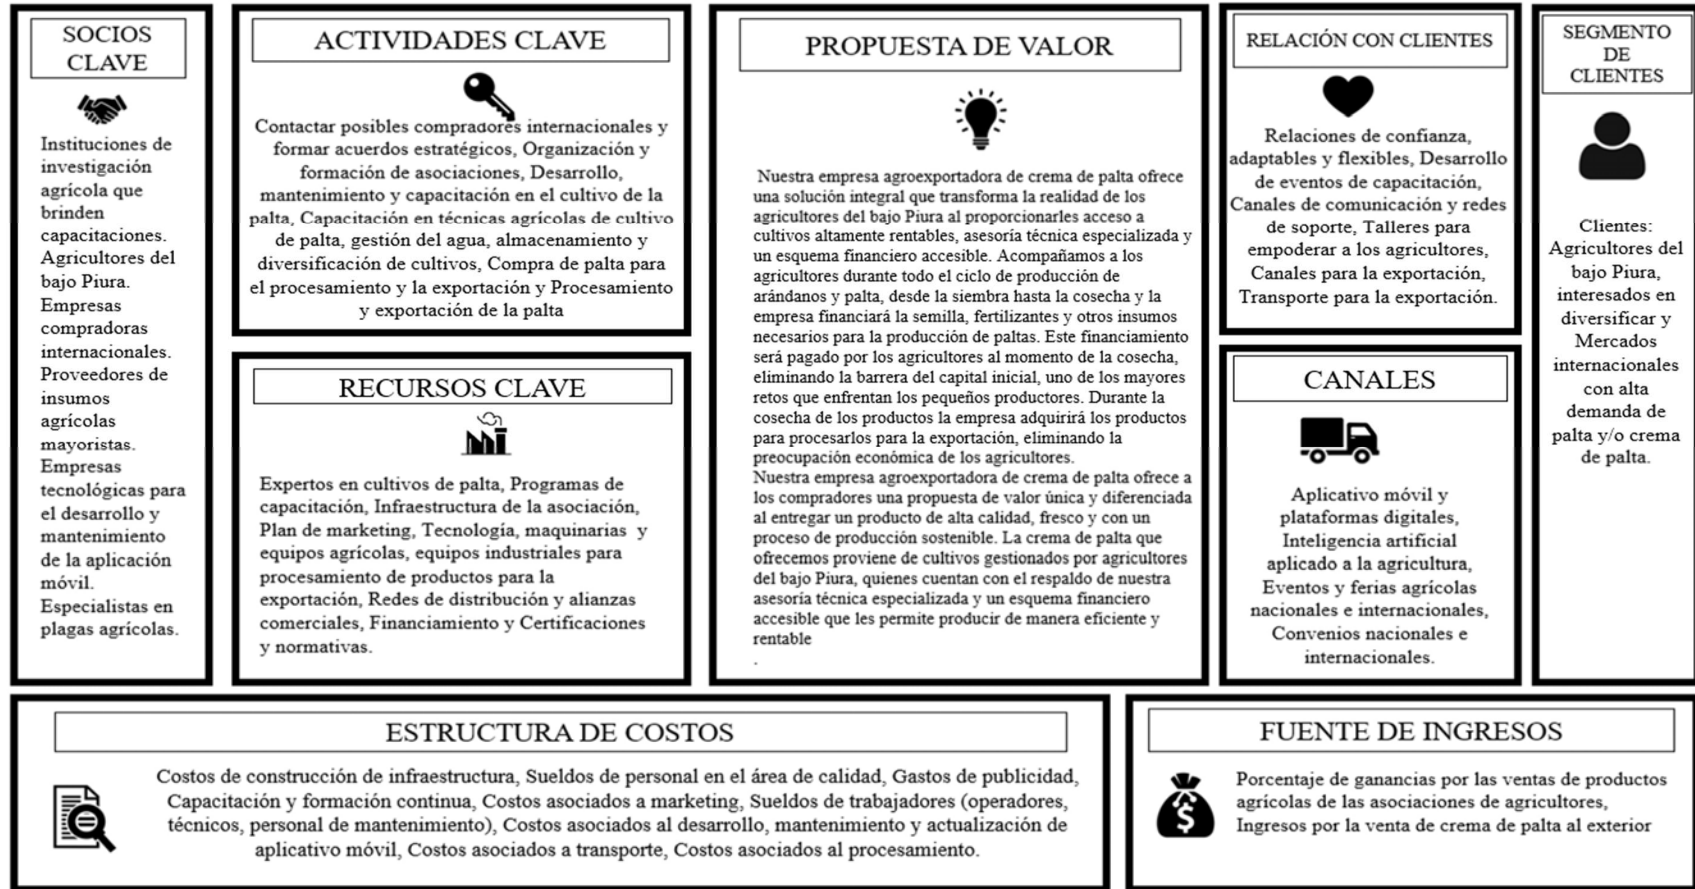 SOCIOS
CLAVE
Instituciones de
investigación
agrícola que
brinden
capacitaciones.
Agricultores del
bajo Piura.
Empresas
compradoras
internacionales.
Proveedores de
insumos
agrícolas
mayoristas.
Empresas
tecnológicas para
el desarrollo y
mantenimiento
de la aplicación
móvil.
Especialistas en
plagas agrícolas.
ACTIVIDADES CLAVE
Contactar posibles compradores internacionales y
formar acuerdos estratégicos, Organización y
formación de asociaciones, Desarrollo,
mantenimiento y capacitación en el cultivo de la
palta, Capacitación en técnicas agrícolas de cultivo
de palta, gestión del agua, almacenamiento y
diversificación de cultivos, Compra de palta para
el procesamiento y la exportación y Procesamiento
y exportación de la palta
RECURSOS CLAVE
Expertos en cultivos de palta, Programas de
capacitación, Infraestructura de la asociación,
Plan de marketing, Tecnología, maquinarias y
equipos agrícolas, equipos industriales para
procesamiento de productos para la
exportación, Redes de distribución y alianzas
comerciales, Financiamiento y Certificaciones
y normativas.
PROPUESTA DE VALOR
Nuestra empresa agroexportadora de crema de palta ofrece
una solución integral que transforma la realidad de los
agricultores del bajo Piura al proporcionarles acceso a
cultivos altamente rentables, asesoría técnica especializada y
un esquema financiero accesible. Acompañamos a los
agricultores durante todo el ciclo de producción de
arándanos y palta, desde la siembra hasta la cosecha y la
empresa financiará la semilla, fertilizantes y otros insumos
necesarios para la producción de paltas. Este financiamiento
será pagado por los agricultores al momento de la cosecha,
eliminando la barrera del capital inicial, uno de los mayores
retos que enfrentan los pequeños productores. Durante la
cosecha de los productos la empresa adquirirá los productos
para procesarlos para la exportación, eliminando la
preocupación económica de los agricultores.
Nuestra empresa agroexportadora de crema de palta ofrece a
los compradores una propuesta de valor única y diferenciada
al entregar un producto de alta calidad, fresco y con un
proceso de producción sostenible. La crema de palta que
ofrecemos proviene de cultivos gestionados por agricultores
del bajo Piura, quienes cuentan con el respaldo de nuestra
asesoría técnica especializada y un esquema financiero
accesible que les permite producir de manera eficiente y
rentable
.
RELACIÓN CON CLIENTES
Relaciones de confianza,
adaptables y flexibles, Desarrollo
de eventos de capacitación,
Canales de comunicación y redes
de soporte, Talleres para
empoderar a los agricultores,
Canales para la exportación,
Transporte para la exportación.
CANALES
Aplicativo móvil y
plataformas digitales,
Inteligencia artificial
aplicado a la agricultura,
Eventos y ferias agrícolas
nacionales e internacionales,
Convenios nacionales e
internacionales.
SEGMENTO
DE
CLIENTES
Clientes:
Agricultores del
bajo Piura,
interesados en
diversificar y
Mercados
internacionales
con alta
demanda de
palta y/o crema
de palta.
ESTRUCTURA DE COSTOS
Costos de construcción de infraestructura, Sueldos de personal en el área de calidad, Gastos de publicidad,
Capacitación y formación continua, Costos asociados a marketing, Sueldos de trabajadores (operadores,
técnicos, personal de mantenimiento), Costos asociados al desarrollo, mantenimiento y actualización de
aplicativo móvil, Costos asociados a transporte, Costos asociados al procesamiento.
FUENTE DE INGRESOS
Porcentaje de ganancias por las ventas de productos
agrícolas de las asociaciones de agricultores,
Ingresos por la venta de crema de palta al exterior